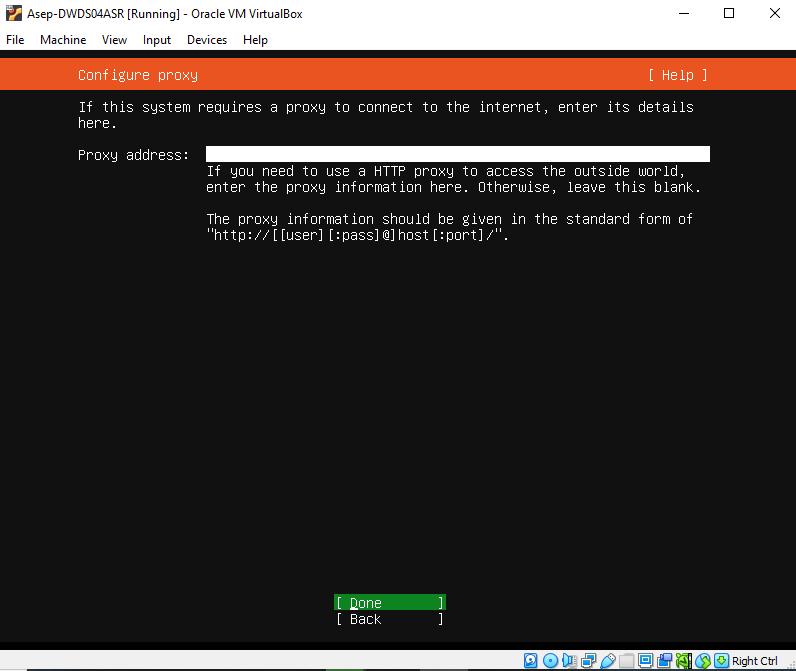 Asep-DWDS04ASR [Running] - Oracle VM VirtualBox
File Machine View Input Devices Help
Configure proxy [ Help ]
If this system requires a proxy to connect to the internet, enter its details
here.
Proxy address:
If you need to use a HTTP proxy to access the outside world,
enter the proxy information here. Otherwise, leave this blank.
The proxy information should be given in the standard form of
"http://[[user][:pass]@]host[:port]/".
[ Done ]
[ Back ]
Right Ctrl